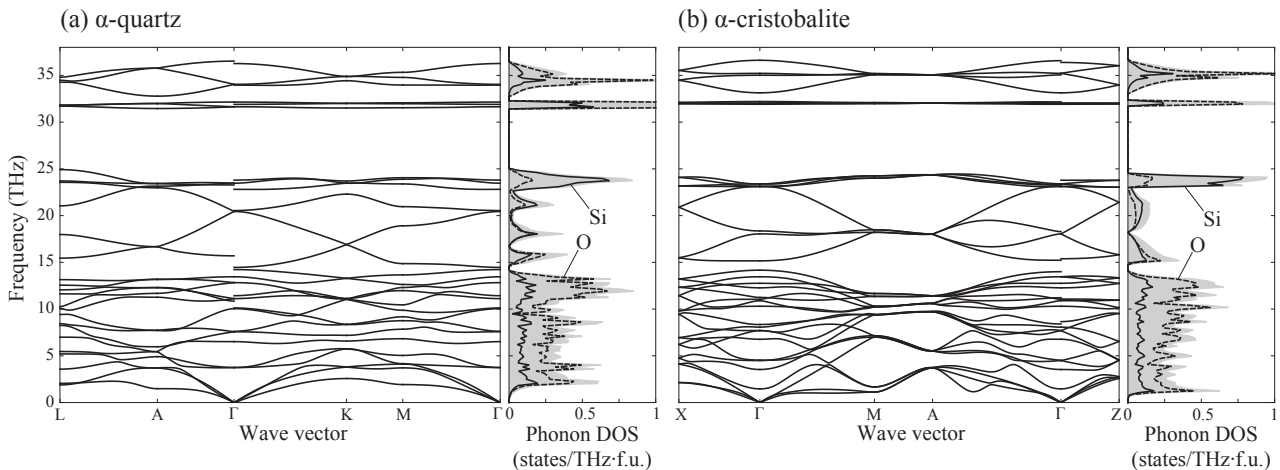 (a) α-quartz
(b) α-cristobalite
Frequency (THz)
35
30
25
20
15
10
5
0
L A Γ K M Γ
Wave vector
Si
O
0 0.5 1
Phonon DOS
(states/THz·f.u.)
X Γ M A Γ Z
Wave vector
Si
O
0 0.5 1
Phonon DOS
(states/THz·f.u.)